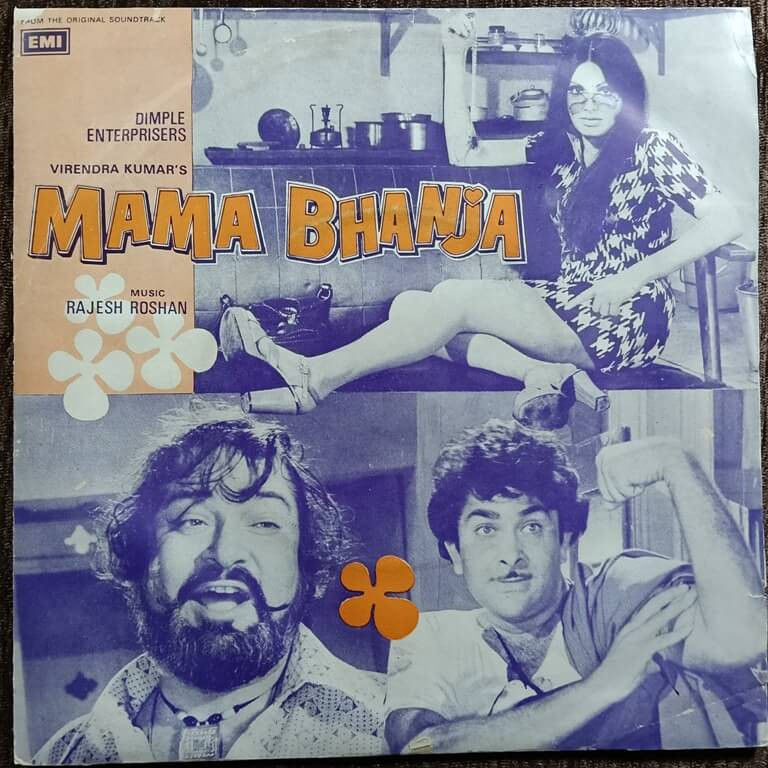 FROM THE ORIGINAL SOUNDTRACK
EMI
DIMPLE
ENTERPRISERS
VIRENDRA KUMAR'S
MAMA BHANJA
MUSIC
RAJESH ROSHAN